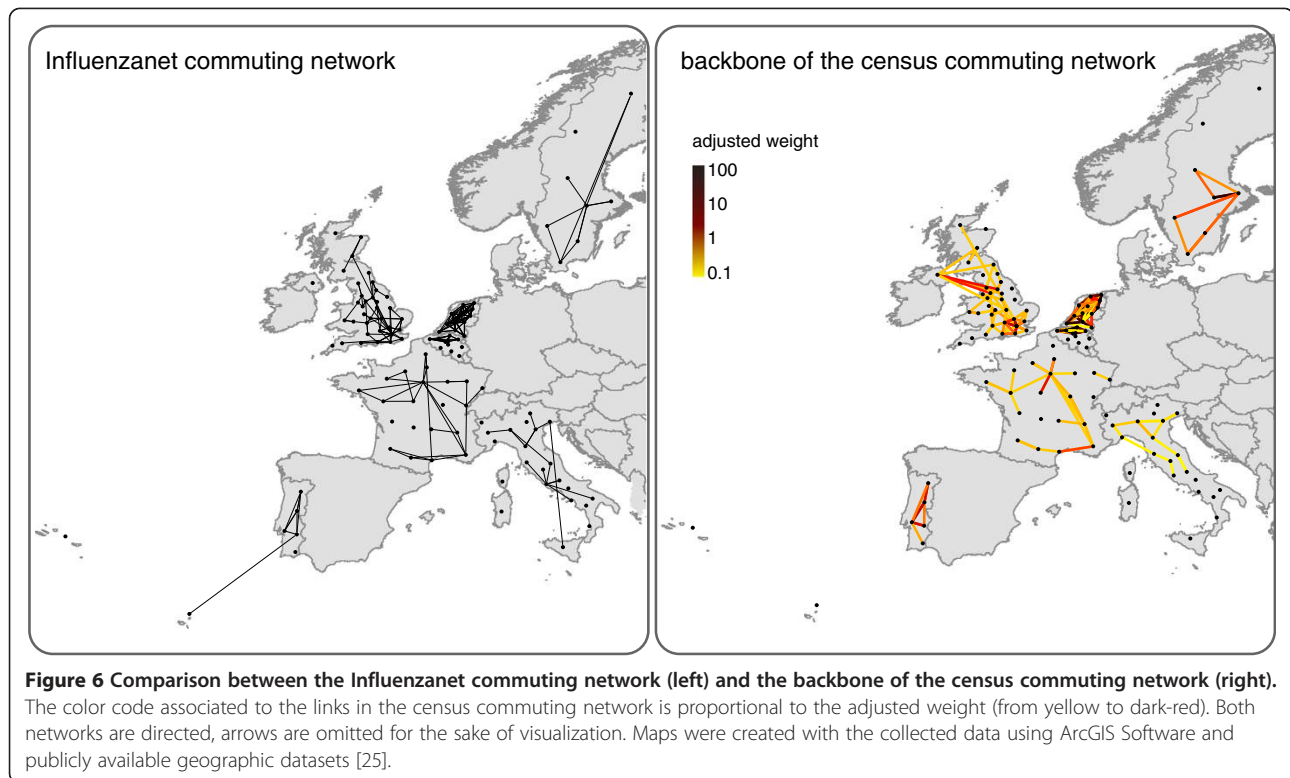 Influenzanet commuting network
backbone of the census commuting network
adjusted weight
100
10
1
0.1
Figure 6 Comparison between the Influenzanet commuting network (left) and the backbone of the census commuting network (right).
The color code associated to the links in the census commuting network is proportional to the adjusted weight (from yellow to dark-red). Both
networks are directed, arrows are omitted for the sake of visualization. Maps were created with the collected data using ArcGIS Software and
publicly available geographic datasets [25].